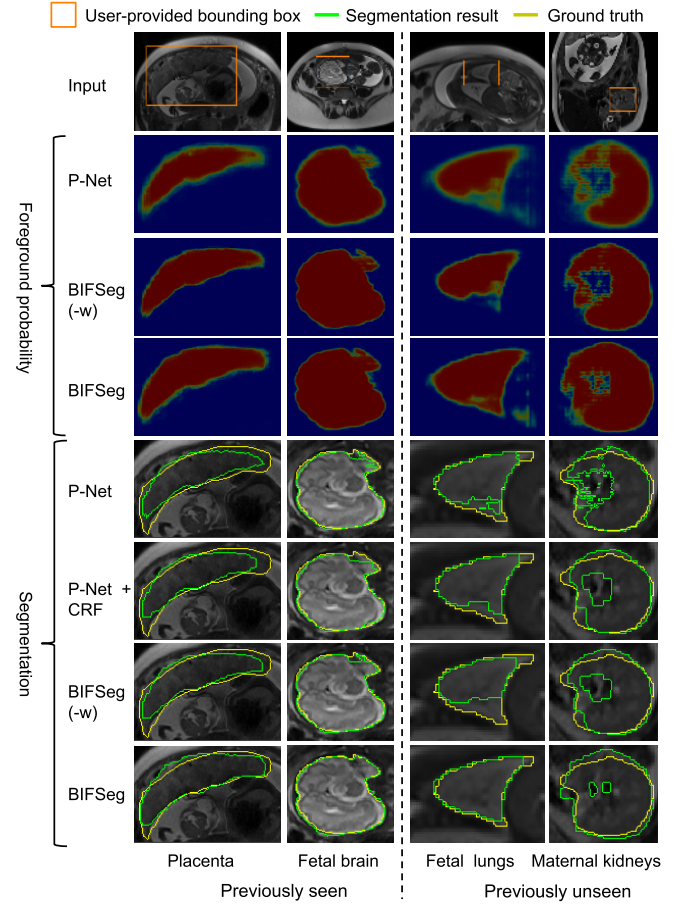 User-provided bounding box Segmentation result Ground truth
Input
Foreground probability
P-Net
BIFSeg
(-w)
BIFSeg
Segmentation
P-Net
P-Net +
CRF
BIFSeg
(-w)
BIFSeg
Placenta Fetal brain Fetal lungs Maternal kidneys
Previously seen Previously unseen